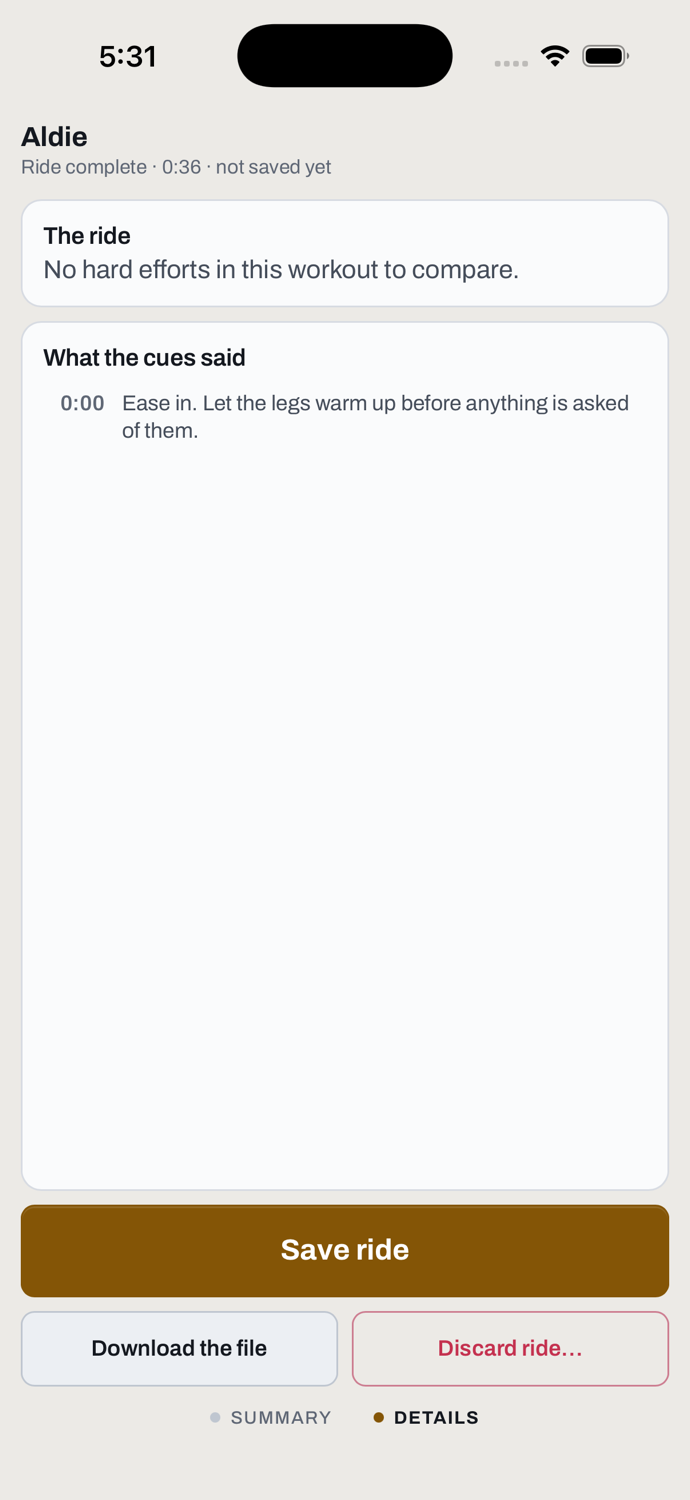 5:31
Aldie
Ride complete · 0:36 · not saved yet
The ride
No hard efforts in this workout to compare.
What the cues said
0:00 Ease in. Let the legs warm up before anything is asked
of them.
Save ride
Download the file
Discard ride…
SUMMARY
DETAILS